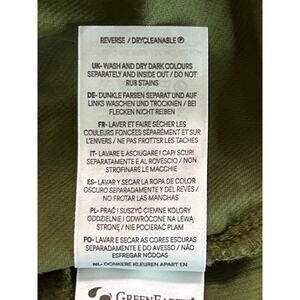 REVERSE / DRYCLEANABLE Ⓟ
UK- WASH AND DRY DARK COLOURS
SEPARATELY AND INSIDE OUT / DO NOT
RUB STAINS
DE- DUNKLE FARBEN SEPARAT UND AUF
LINKS WASCHEN UND TROCKNEN / BEI
FLECKEN NICHT REIBEN
FR- LAVER ET FAIRE SÉCHER LES
COULEURS FONCÉES SÉPARÉMENT ET SUR
L'ENVERS / NE PAS FROTTER LES TACHES
IT- LAVARE E ASCIUGARE I CAPI SCURI
SEPARATAMENTE E AL ROVESCIO / NON
STROFINARE LE MACCHIE
ES- LAVAR Y SECAR LA ROPA DE COLOR
OSCURO SEPARADAMENTE Y DEL REVÉS / NO
FROTAR LAS MANCHAS
PL- PRAĆ I SUSZYĆ CIEMNE KOLORY
ODDZIELNIE I ODWRÓCONE NA LEWĄ
STRONĘ / NIE POCIERAĆ PLAM
PO- LAVAR E SECAR AS CORES ESCURAS
SEPARADAMENTE E DO AVESSO / NÃO
ESFREGAR NÓDOAS
NL- DONKERE KLEUREN APART EN
GREENEARTH